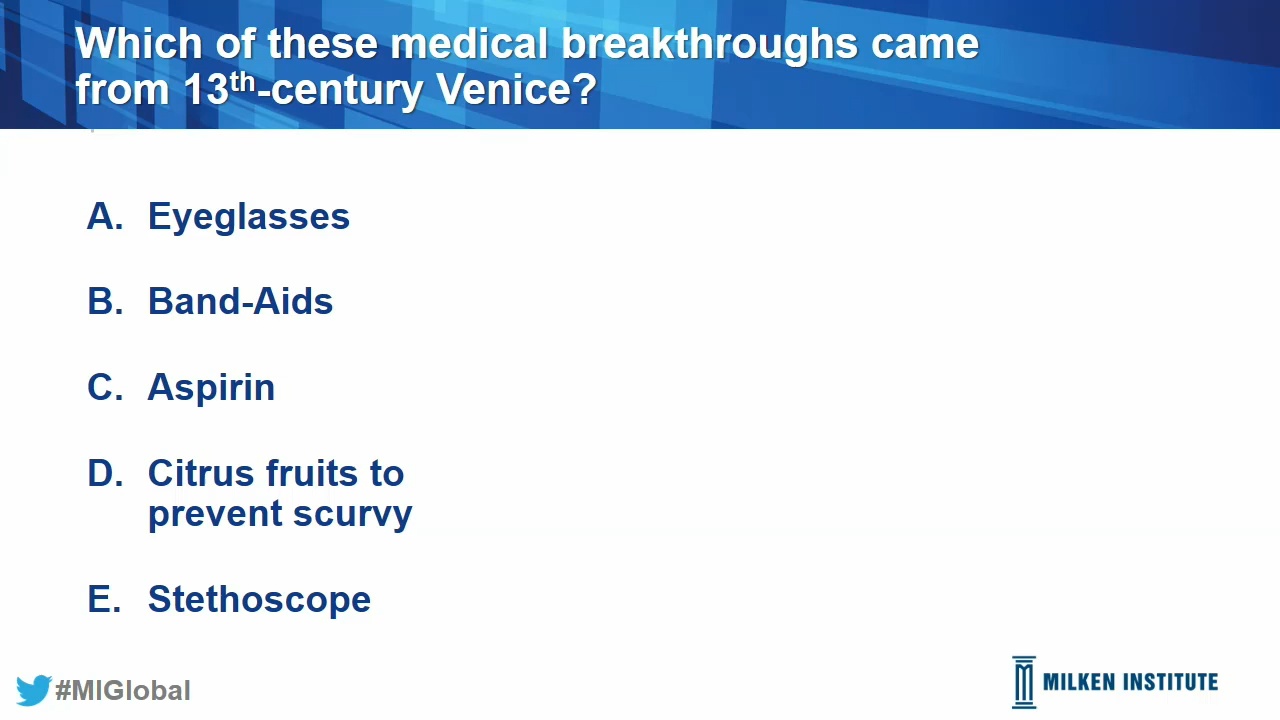 Which of these medical breakthroughs came
from 13th-century Venice?
A. Eyeglasses
B. Band-Aids
C. Aspirin
D. Citrus fruits to
prevent scurvy
E. Stethoscope
#MIGlobal
MILKEN INSTITUTE